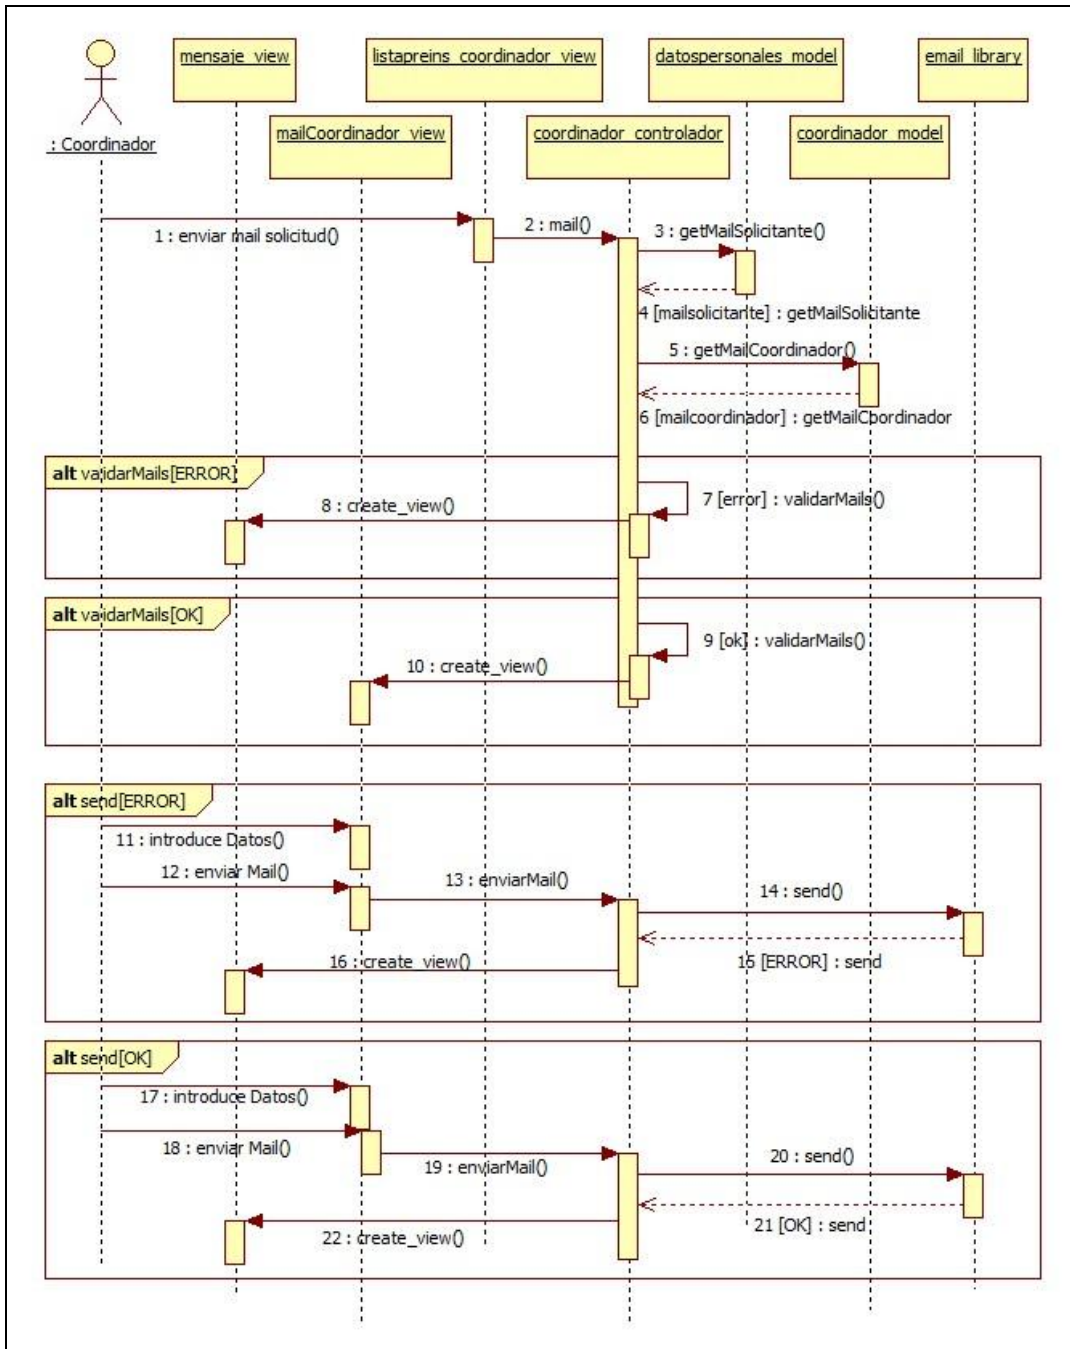 mensaje_view
listapreins_coordinador_view
datospersonales_model
email_library
: Coordinador
mailCoordinador_view
coordinador_controlador
coordinador_model
1 : enviar mail solicitud()
2 : mail()
3 : getMailSolicitante()
4 [mailsolicitante] : getMailSolicitante
5 : getMailCoordinador()
6 [mailcoordinador] : getMailCoordinador
alt validarMails[ERROR]
7 [error] : validarMails()
8 : create_view()
alt validarMails[OK]
9 [ok] : validarMails()
10 : create_view()
alt send[ERROR]
11 : introduce Datos()
12 : enviar Mail()
13 : enviarMail()
14 : send()
15 [ERROR] : send
16 : create_view()
alt send[OK]
17 : introduce Datos()
18 : enviar Mail()
19 : enviarMail()
20 : send()
21 [OK] : send
22 : create_view()